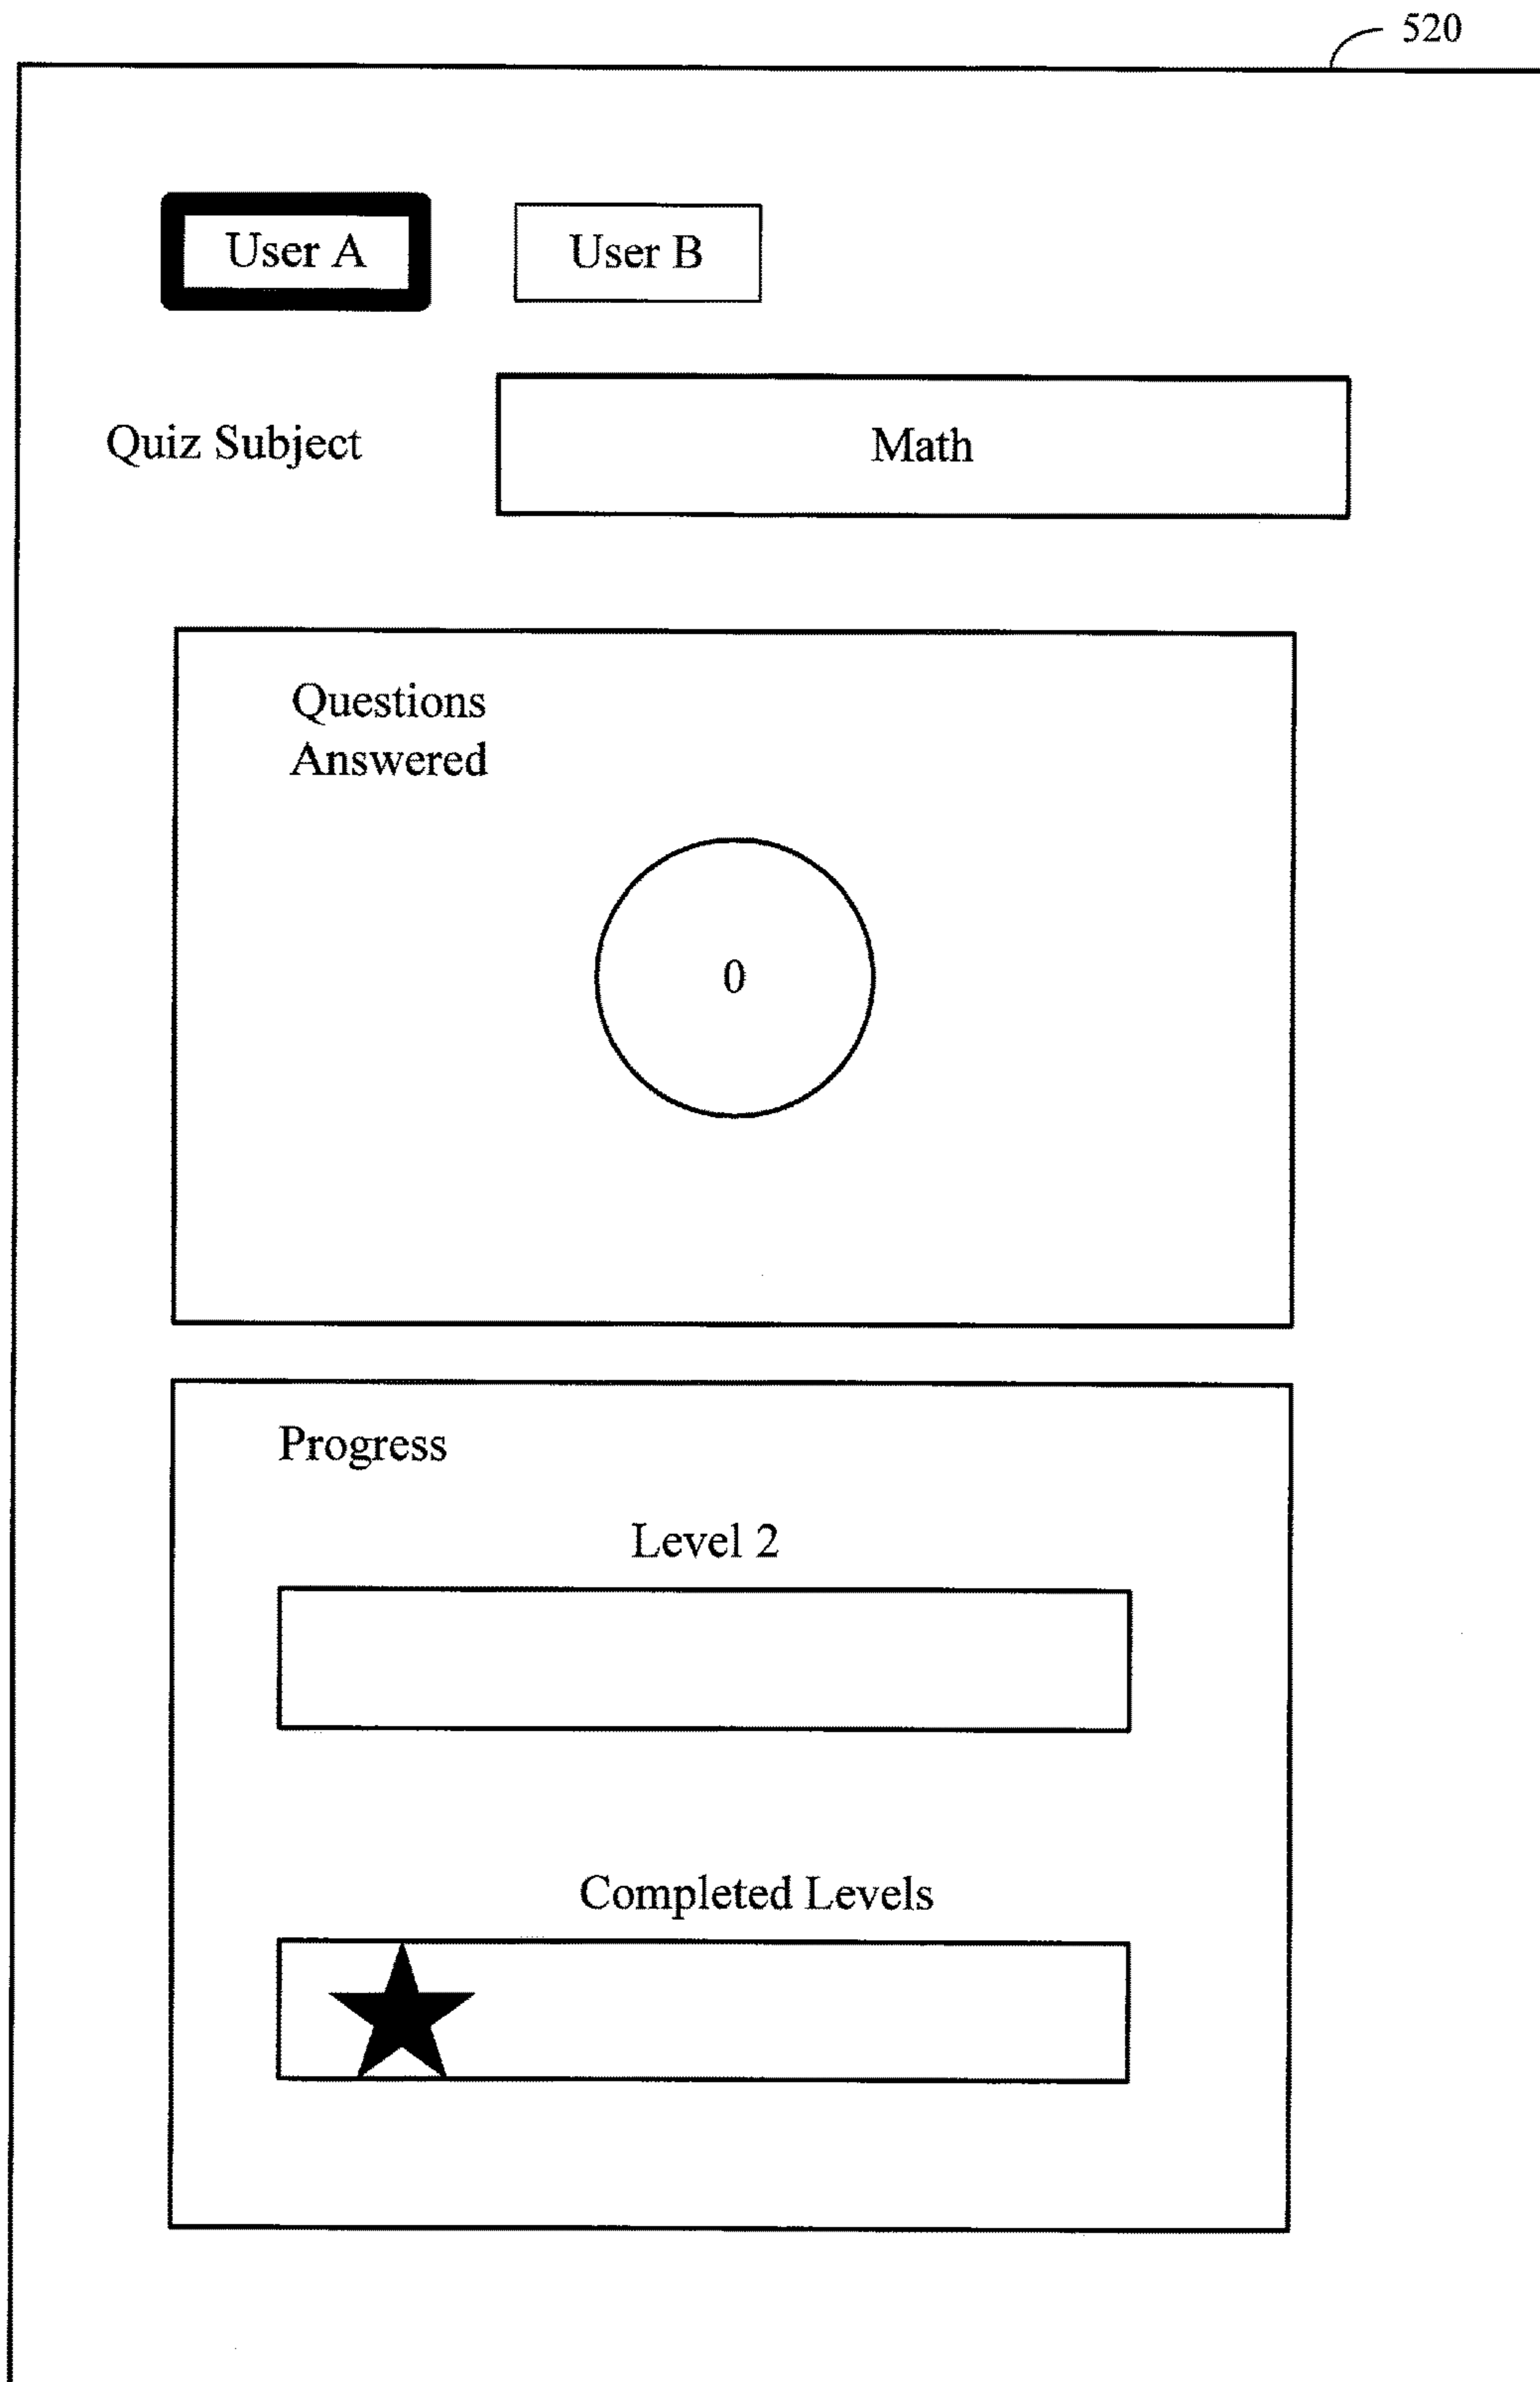 520
User A
User B
Quiz Subject
Math
Questions
Answered
0
Progress
Level 2
Completed Levels